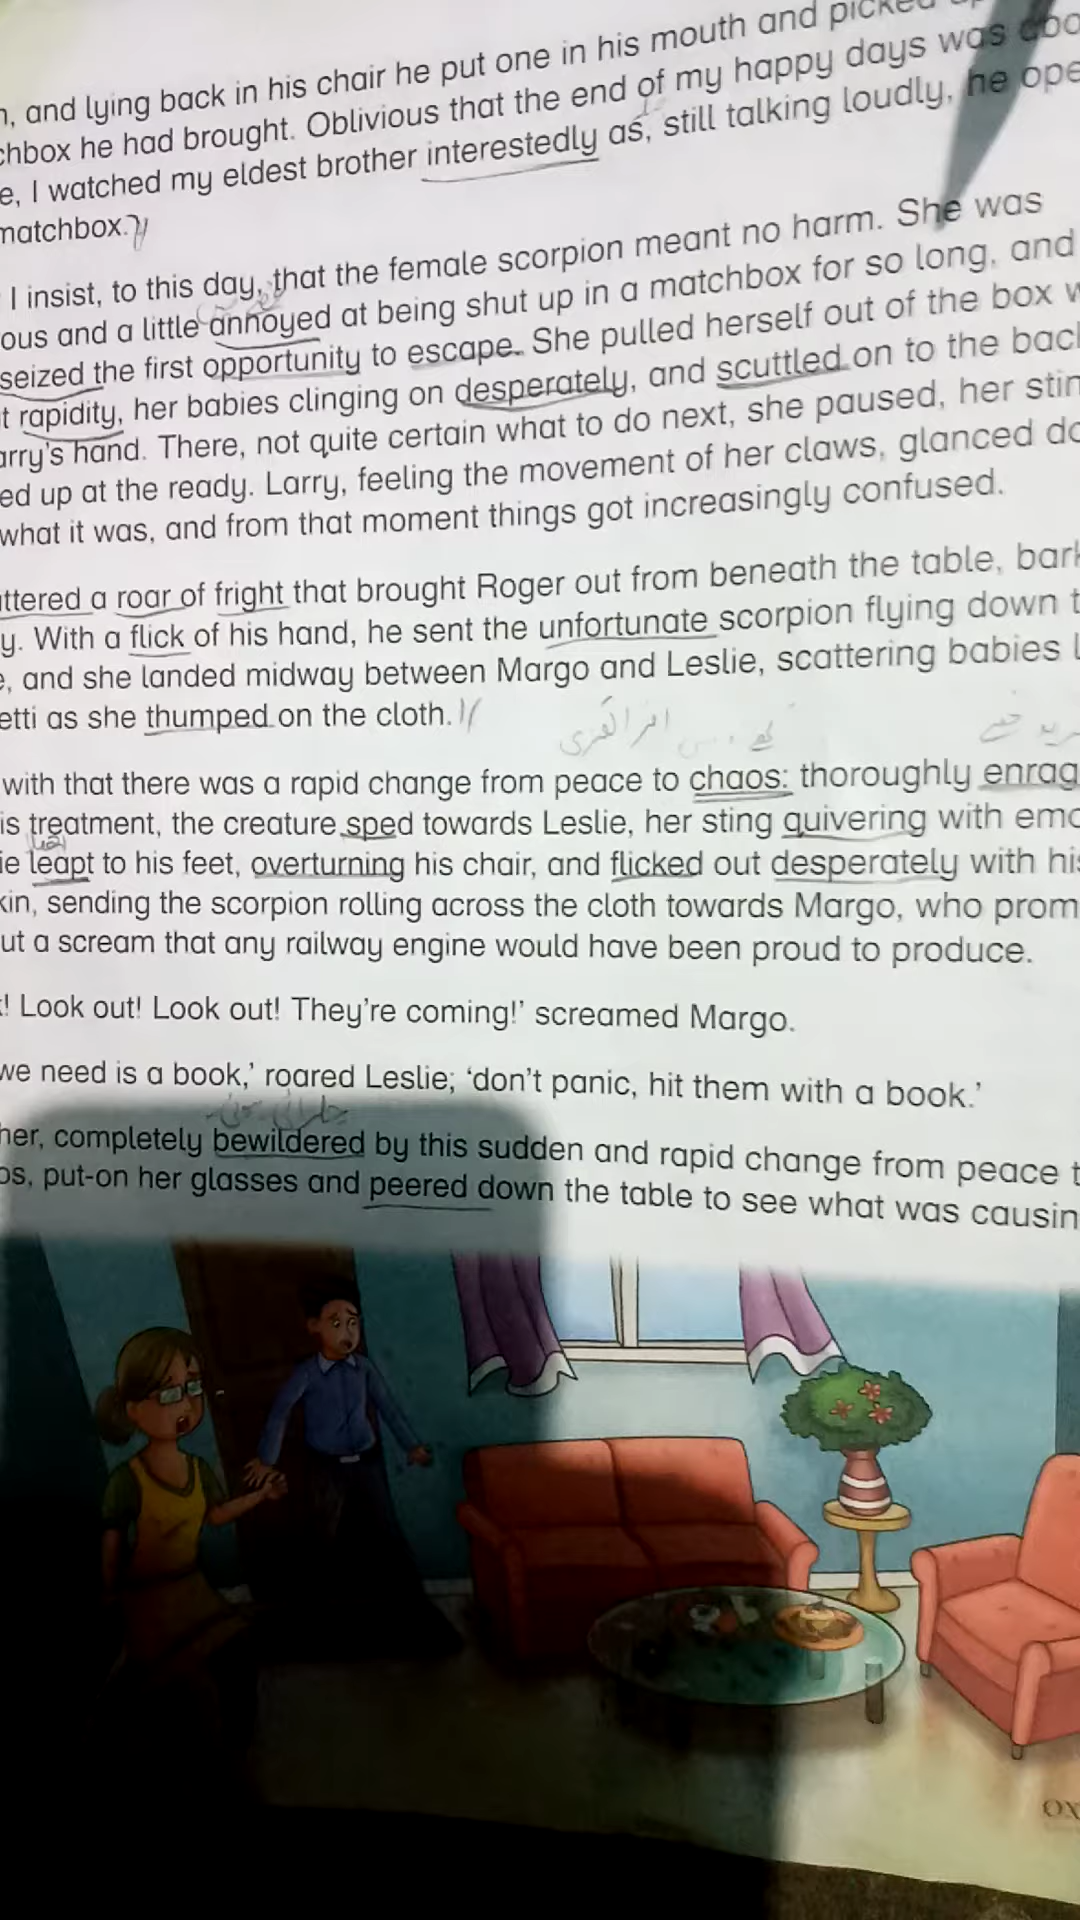 , and lying back in his chair he put one in his mouth and picked
chbox he had brought. Oblivious that the end of my happy days was
e, I watched my eldest brother interestedly as, still talking loudly, he ope
matchbox.
I insist, to this day, that the female scorpion meant no harm. She was
ous and a little annoyed at being shut up in a matchbox for so long, and
seized the first opportunity to escape. She pulled herself out of the box w
t rapidity, her babies clinging on desperately, and scuttled on to the bac
arry's hand. There, not quite certain what to do next, she paused, her stin
ed up at the ready. Larry, feeling the movement of her claws, glanced do
what it was, and from that moment things got increasingly confused.
ttered a roar of fright that brought Roger out from beneath the table, bark
y. With a flick of his hand, he sent the unfortunate scorpion flying down t
e, and she landed midway between Margo and Leslie, scattering babies l
etti as she thumped on the cloth.
with that there was a rapid change from peace to chaos: thoroughly enrag
is treatment, the creature sped towards Leslie, her sting quivering with emo
ie leapt to his feet, overturning his chair, and flicked out desperately with his
kin, sending the scorpion rolling across the cloth towards Margo, who prom
ut a scream that any railway engine would have been proud to produce.
! Look out! Look out! They're coming!' screamed Margo.
we need is a book,' roared Leslie; 'don't panic, hit them with a book.'
her, completely bewildered by this sudden and rapid change from peace t
os, put-on her glasses and peered down the table to see what was causin
OX